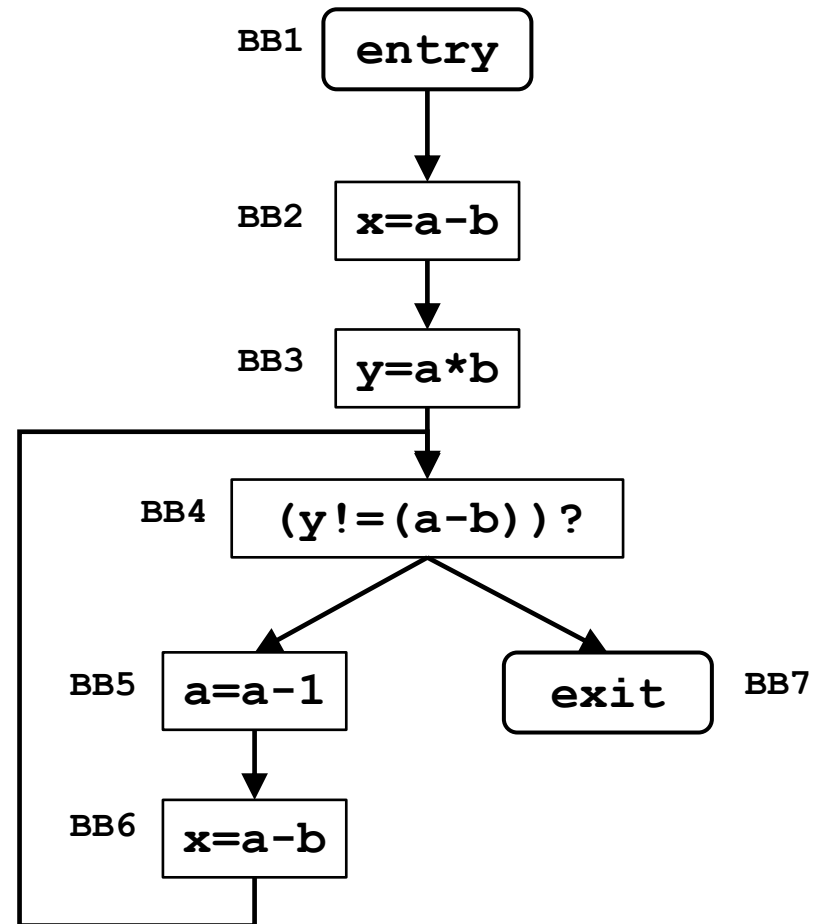 BB1 entry
BB2 x=a-b
BB3 y=a*b
BB4 (y!=(a-b))?
BB5 a=a-1 exit BB7
BB6 x=a-b